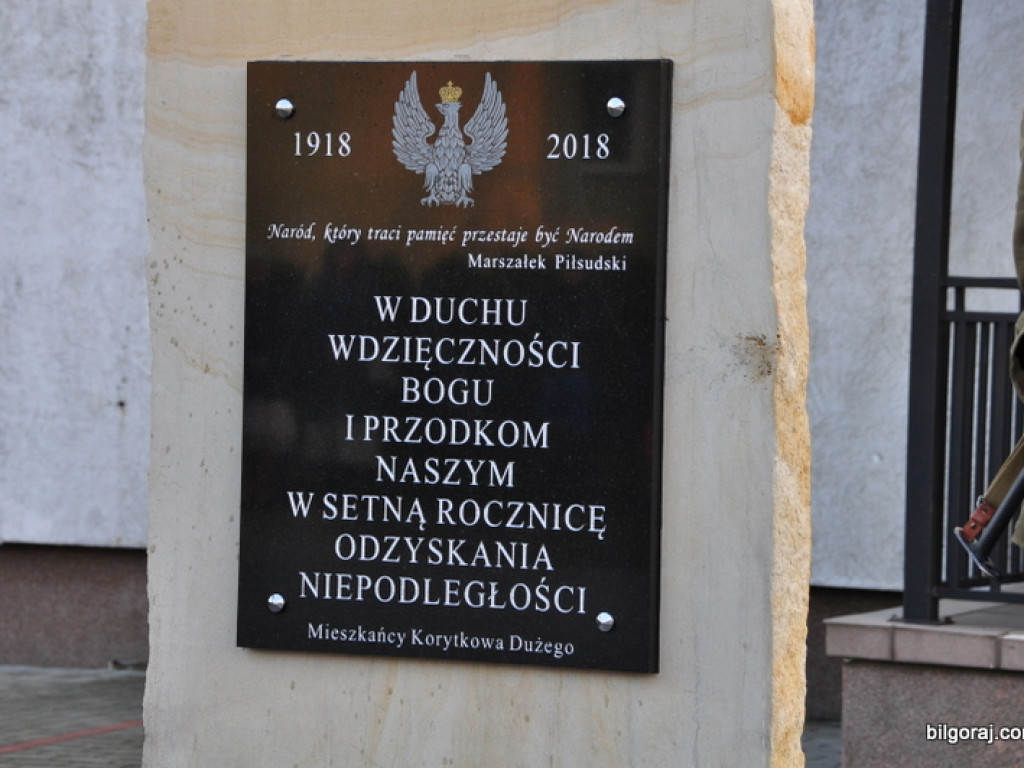 1918 2018
Naród, który traci pamięć przestaje być Narodem
Marszałek Piłsudski
W DUCHU
WDZIĘCZNOŚCI
BOGU
I PRZODKOM
NASZYM
W SETNĄ ROCZNICĘ
ODZYSKANIA
NIEPODLEGŁOŚCI
Mieszkańcy Korytkowa Dużego
bilgoraj.com